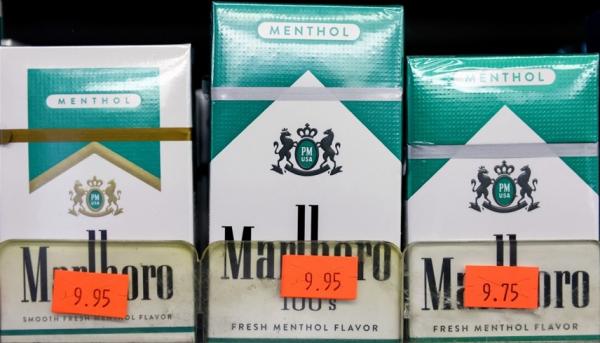 MENTHOL
PM
USA
Marlboro
9.95
SMOOTH FRESH MENTHOL FLAVOR
MENTHOL
PM
USA
Marlboro
9.95
100's
FRESH MENTHOL FLAVOR
MENTHOL
PM
USA
Marlboro
9.75
FRESH MENTHOL FLAVOR